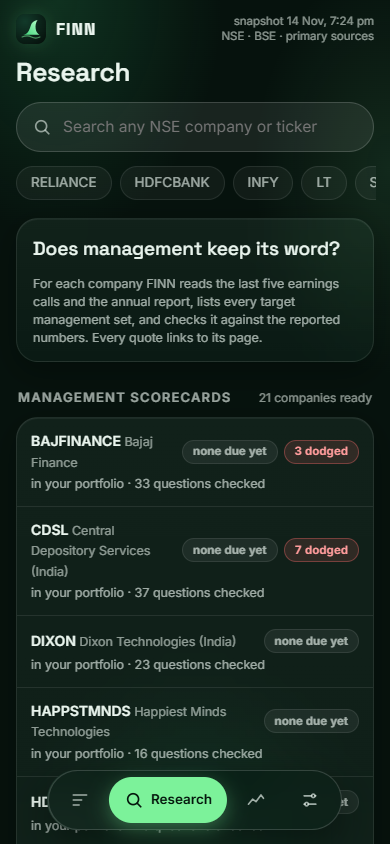 FINN
snapshot 14 Nov, 7:24 pm
NSE · BSE · primary sources
Research
Search any NSE company or ticker
RELIANCE
HDFCBANK
INFY
LT
Does management keep its word?
For each company FINN reads the last five earnings
calls and the annual report, lists every target
management set, and checks it against the reported
numbers. Every quote links to its page.
MANAGEMENT SCORECARDS
21 companies ready
BAJFINANCE Bajaj
Finance
none due yet
3 dodged
in your portfolio · 33 questions checked
CDSL Central
Depository Services
(India)
none due yet
7 dodged
in your portfolio · 37 questions checked
DIXON Dixon Technologies (India)
none due yet
in your portfolio · 23 questions checked
HAPPSTMNDS Happiest Minds
Technologies
none due yet
in your portfolio · 16 questions checked
Research